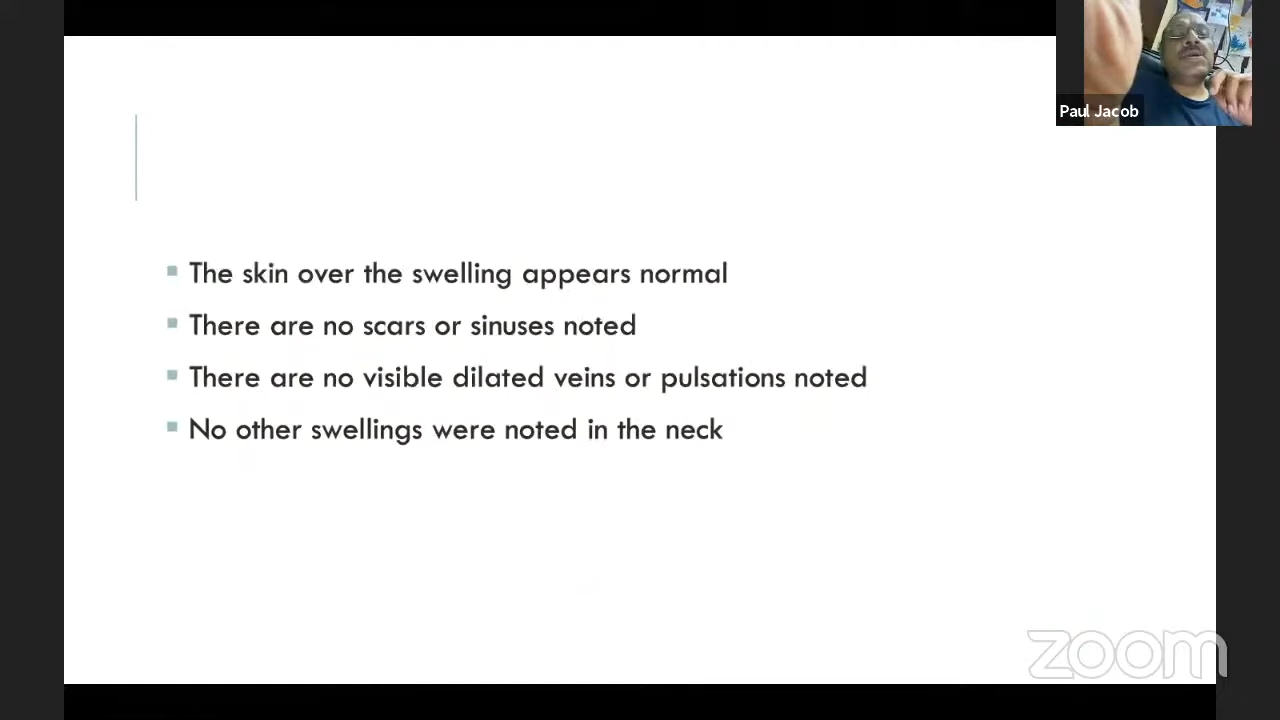 Paul Jacob
The skin over the swelling appears normal
There are no scars or sinuses noted
There are no visible dilated veins or pulsations noted
No other swellings were noted in the neck
zoom